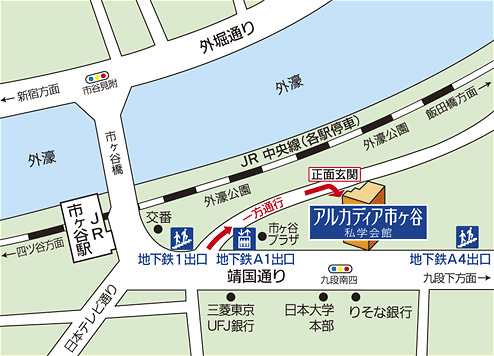 外堀通り
新宿方面
市谷見附
外濠
飯田橋方面
JR 中央線(各駅停車)
外濠公園
外濠
市ヶ谷橋
外濠
正面玄関
外濠公園
一方通行
アルカディア市ヶ谷
私学会館
JR
市ヶ谷駅
交番
市ヶ谷
プラザ
四ツ谷方面
地下鉄1出口
地下鉄A1出口
地下鉄A4出口
靖国通り
九段南四
九段下方面
日本テレビ通り
三菱東京
UFJ銀行
日本大学
本部
りそな銀行